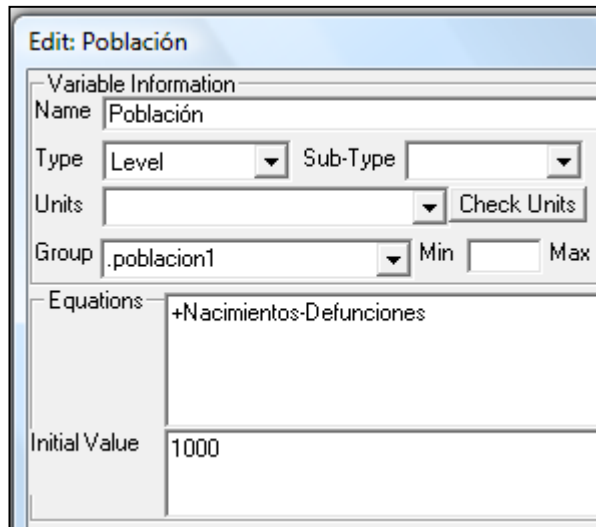 Edit: Población
Variable Information
Name Población
Type Level Sub-Type
Units Check Units
Group .poblacion1 Min Max
Equations +Nacimientos-Defunciones
Initial Value 1000